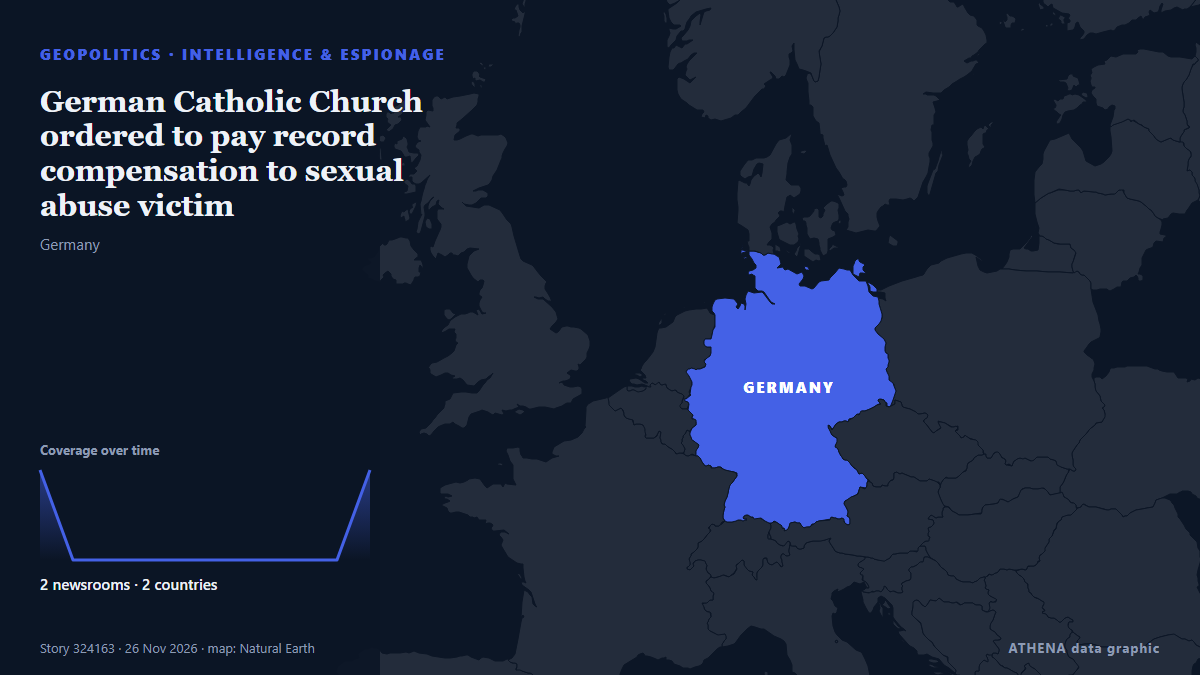 GEOPOLITICS · INTELLIGENCE & ESPIONAGE
German Catholic Church
ordered to pay record
compensation to sexual
abuse victim
Germany
GERMANY
Coverage over time
2 newsrooms · 2 countries
Story 324163 · 26 Nov 2026 · map: Natural Earth
ATHENA data graphic